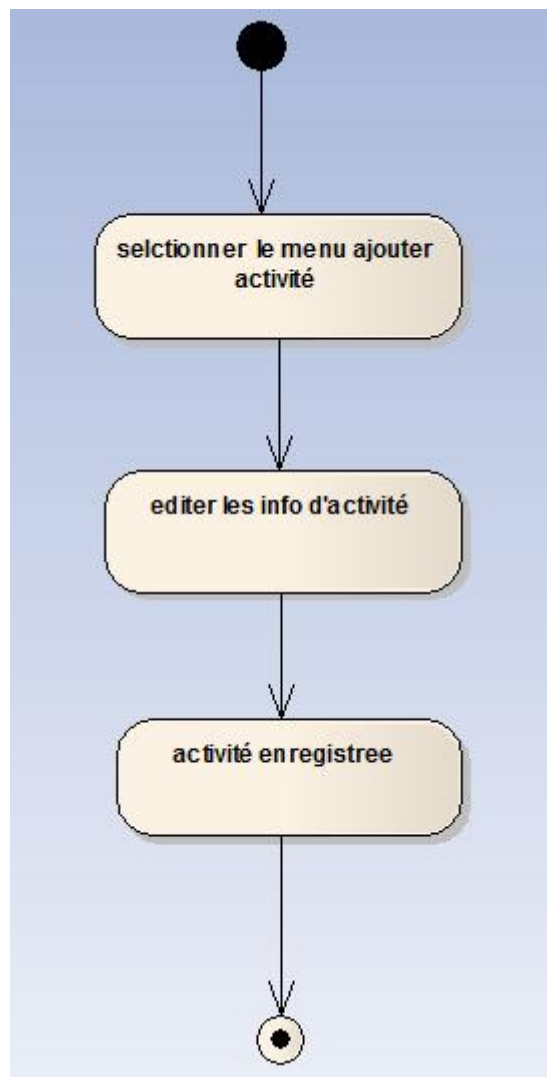 selctionner le menu ajouter
activité
editer les info d'activité
activité enregistree